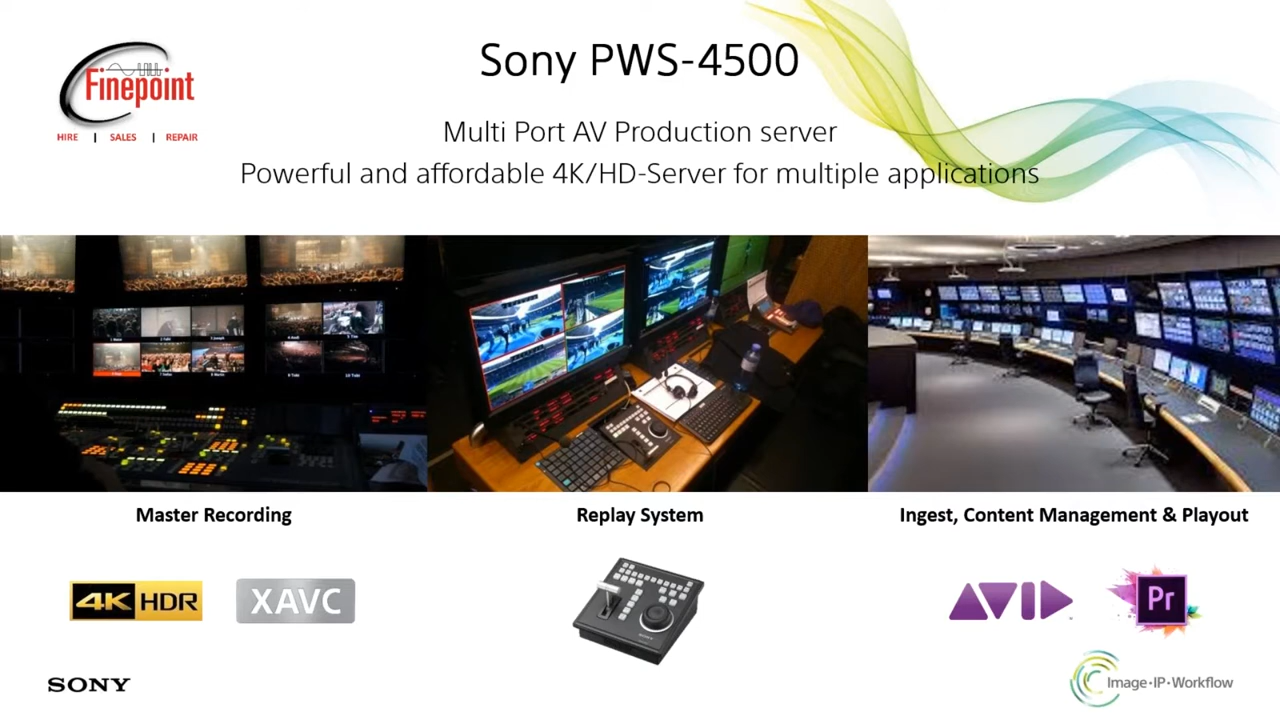 Finepoint
HIRE | SALES | REPAIR
Sony PWS-4500
Multi Port AV Production server
Powerful and affordable 4K/HD-Server for multiple applications
Master Recording
Replay System
Ingest, Content Management & Playout
4K HDR
XAVC
AVID
Pr
SONY
Image·IP·Workflow